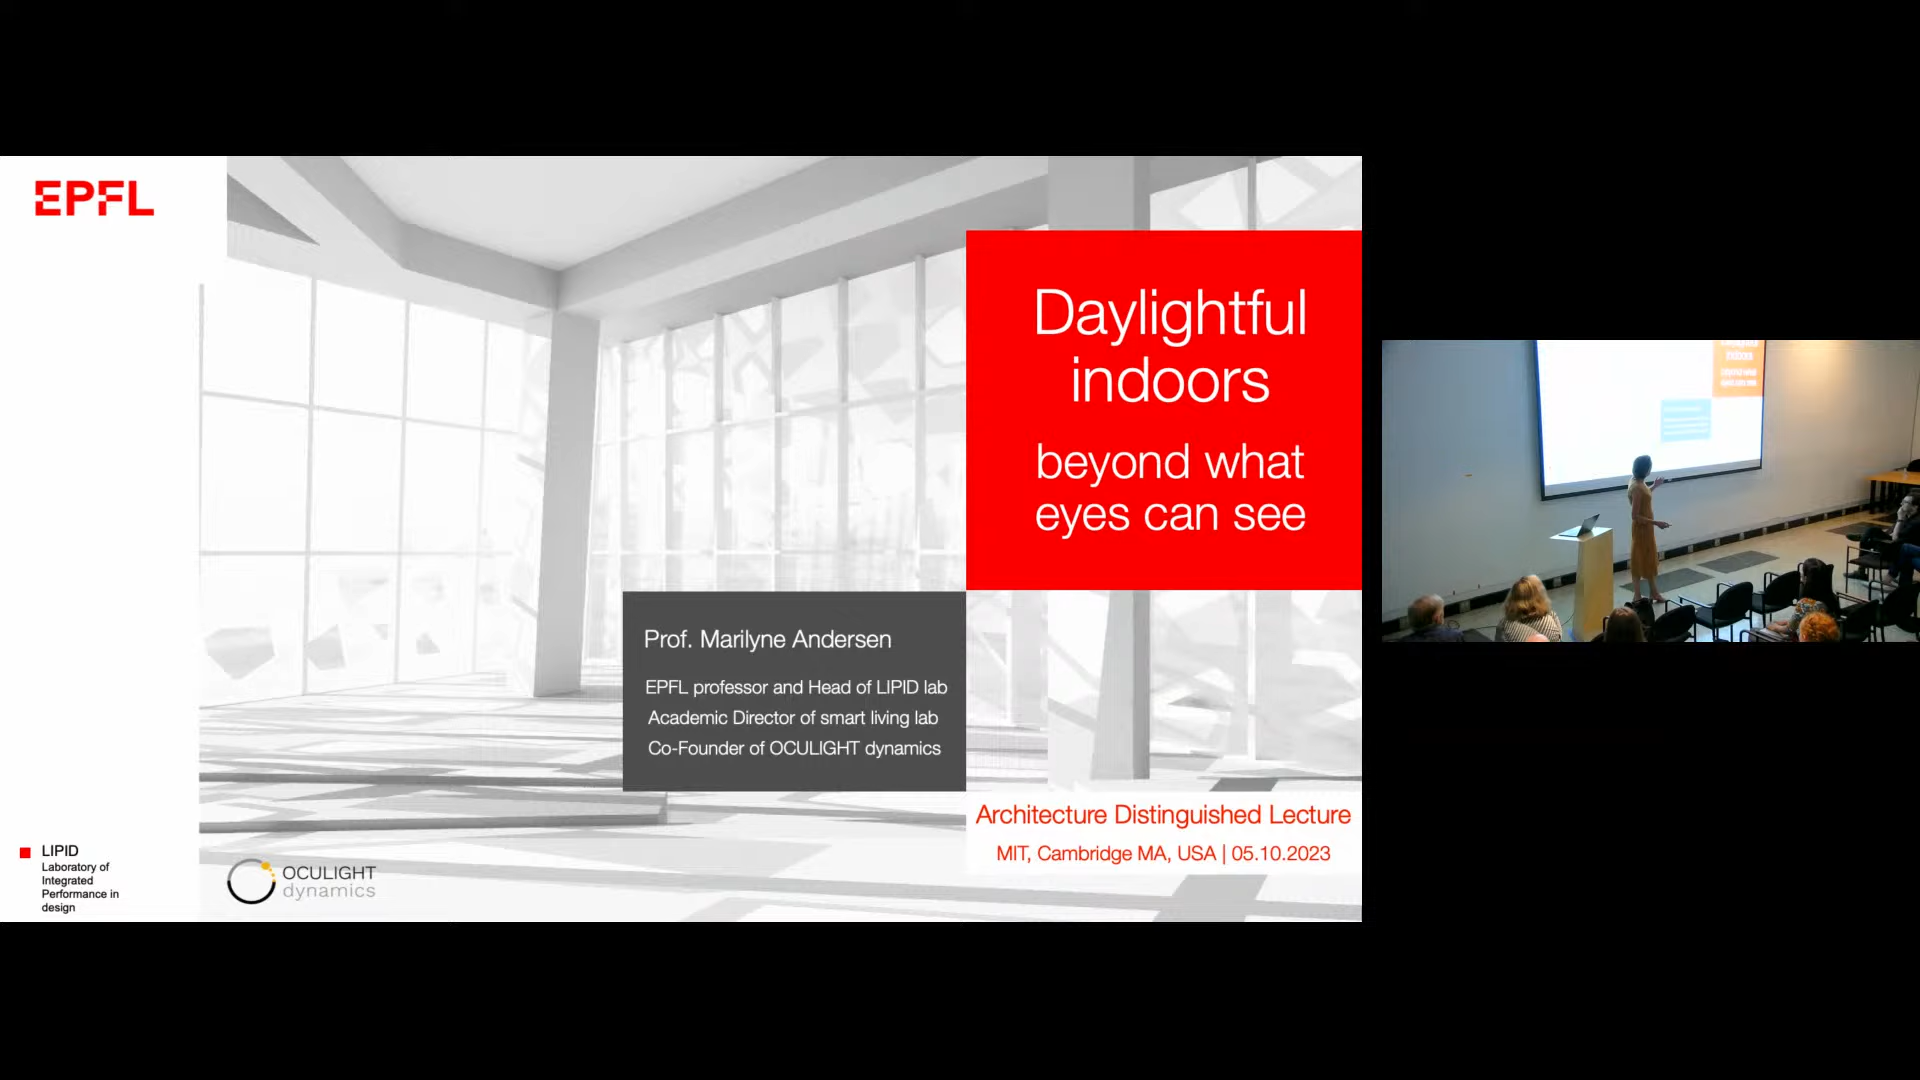 EPFL
Daylightful
indoors
beyond what
eyes can see
Prof. Marilyne Andersen
EPFL professor and Head of LIPID lab
Academic Director of smart living lab
Co-Founder of OCULIGHT dynamics
Architecture Distinguished Lecture
MIT, Cambridge MA, USA | 05.10.2023
LIPID
Laboratory of
Integrated
Performance in
design
OCULIGHT
dynamics